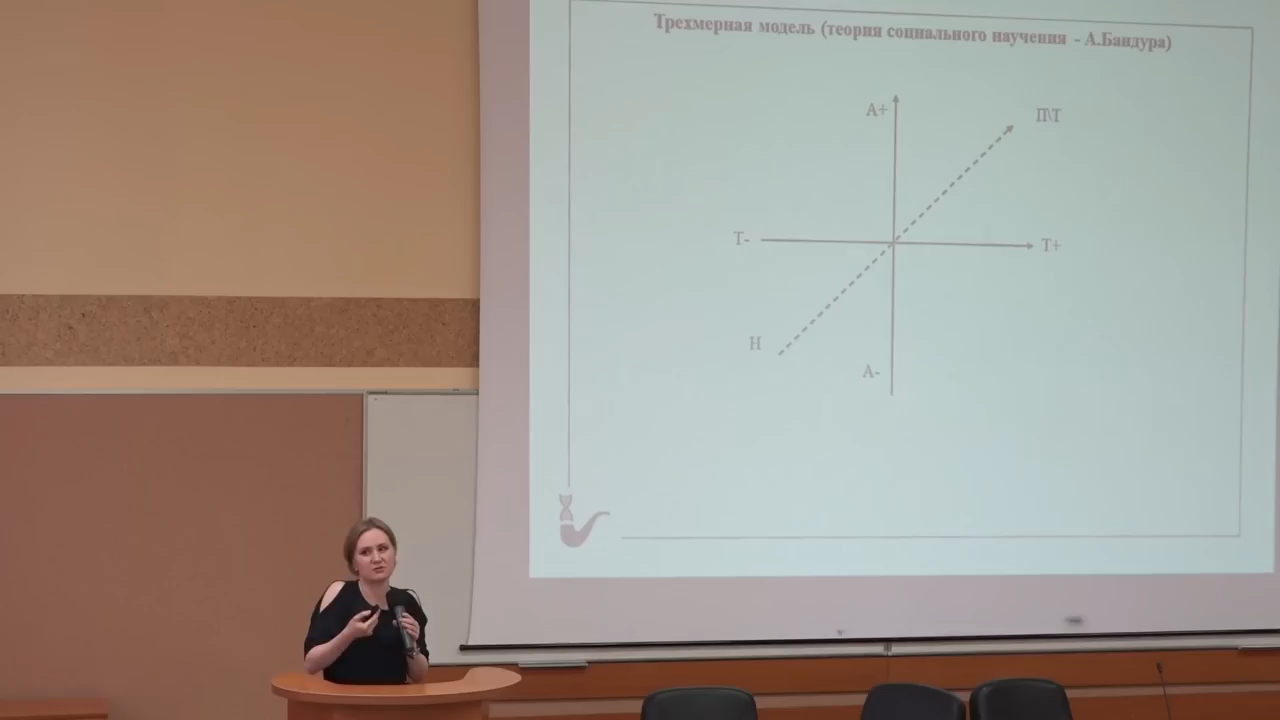 Трехмерная модель (теория социального научения - А.Бандура)
А+
П\Т
Т-
Т+
Н
А-